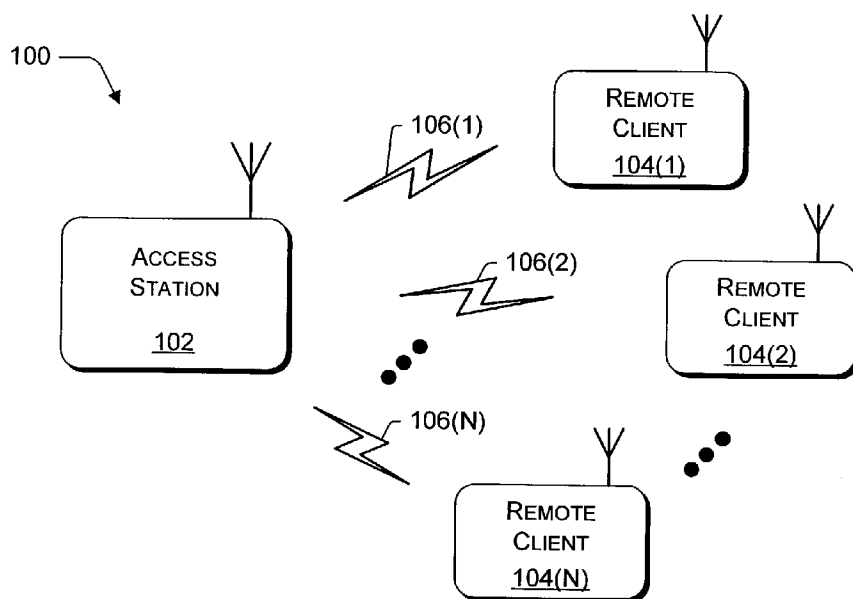 100
106(1)
REMOTE
CLIENT
104(1)
ACCESS
STATION
102
106(2)
REMOTE
CLIENT
104(2)
106(N)
REMOTE
CLIENT
104(N)